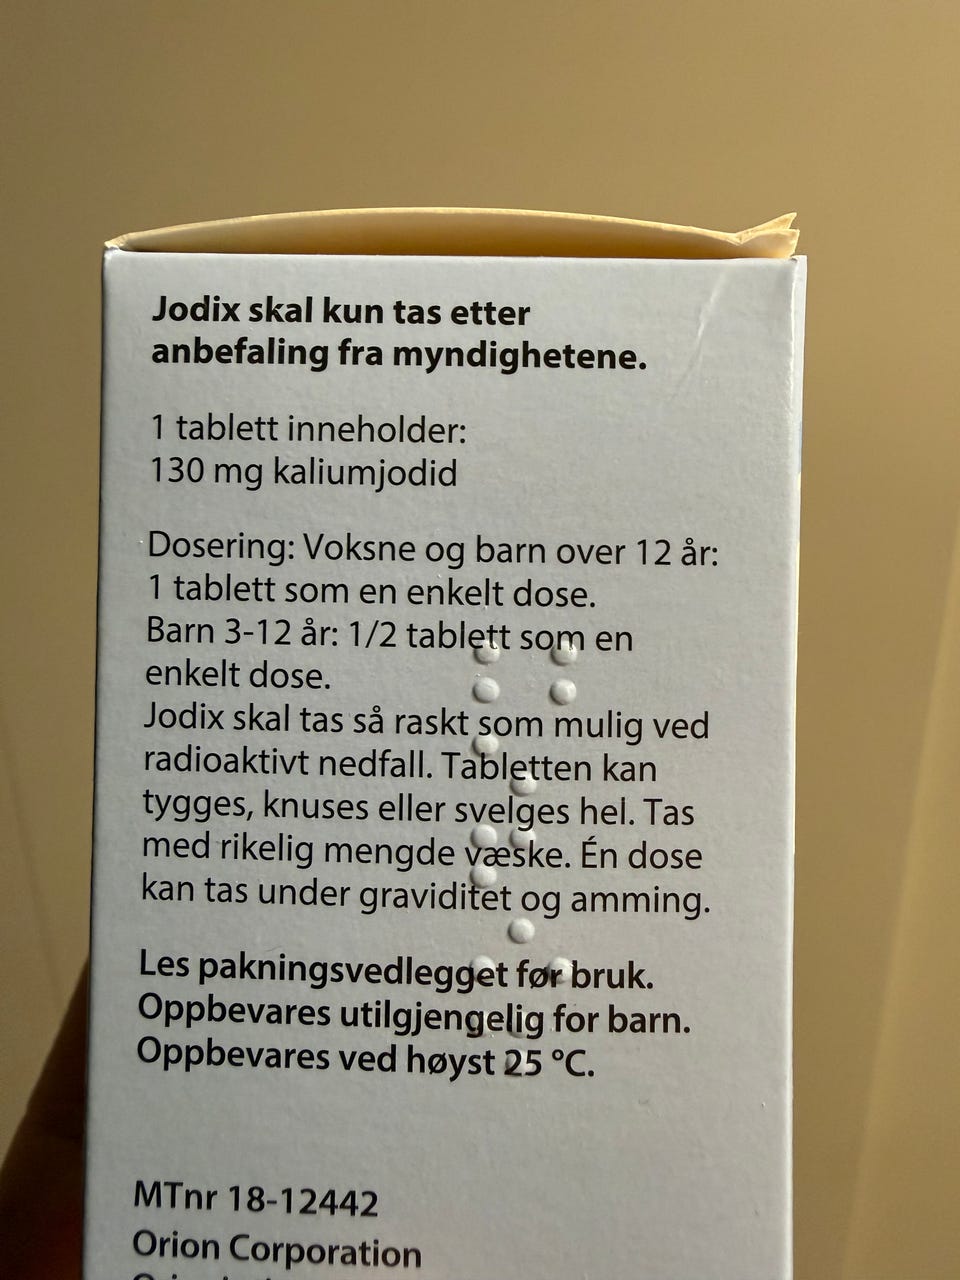 Jodix skal kun tas etter
anbefaling fra myndighetene.
1 tablett inneholder:
130 mg kaliumjodid
Dosering: Voksne og barn over 12 år:
1 tablett som en enkelt dose.
Barn 3-12 år: 1/2 tablett som en
enkelt dose.
Jodix skal tas så raskt som mulig ved
radioaktivt nedfall. Tabletten kan
tygges, knuses eller svelges hel. Tas
med rikelig mengde væske. Én dose
kan tas under graviditet og amming.
Les pakningsvedlegget før bruk.
Oppbevares utilgjengelig for barn.
Oppbevares ved høyst 25 °C.
MTnr 18-12442
Orion Corporation